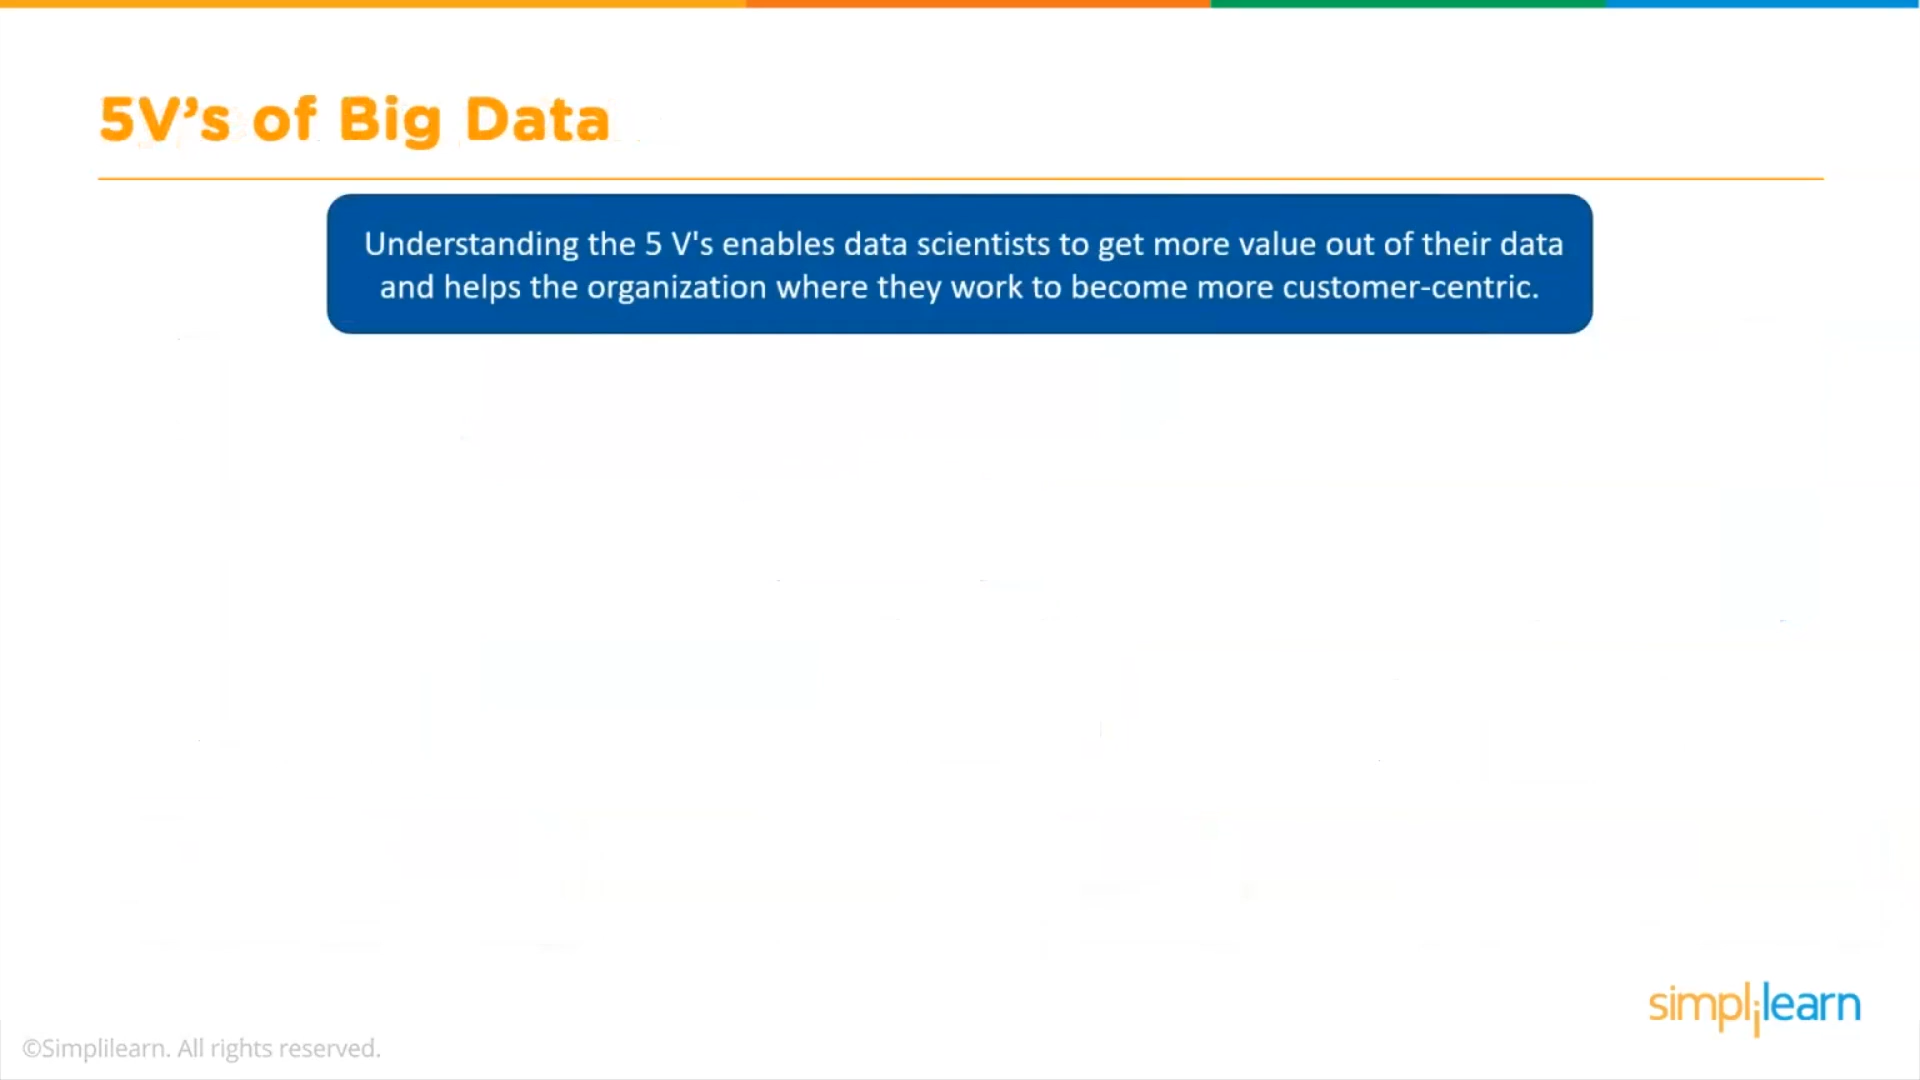 5V’s of Big Data
Understanding the 5 V's enables data scientists to get more value out of their data
and helps the organization where they work to become more customer-centric.
simplilearn
©Simplilearn. All rights reserved.